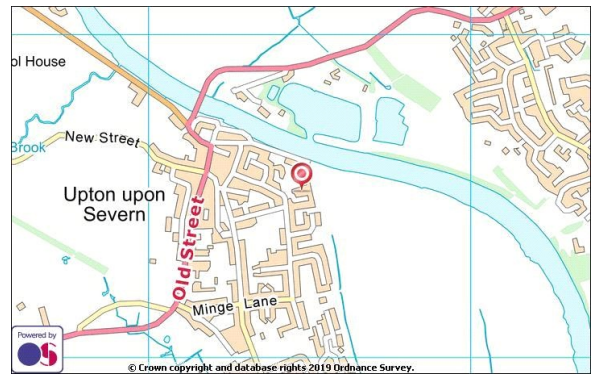 ol House
New Street
Brook
Upton upon
Severn
Old Street
Minge Lane
Powered by
OS
© Crown copyright and database rights 2019 Ordnance Survey.